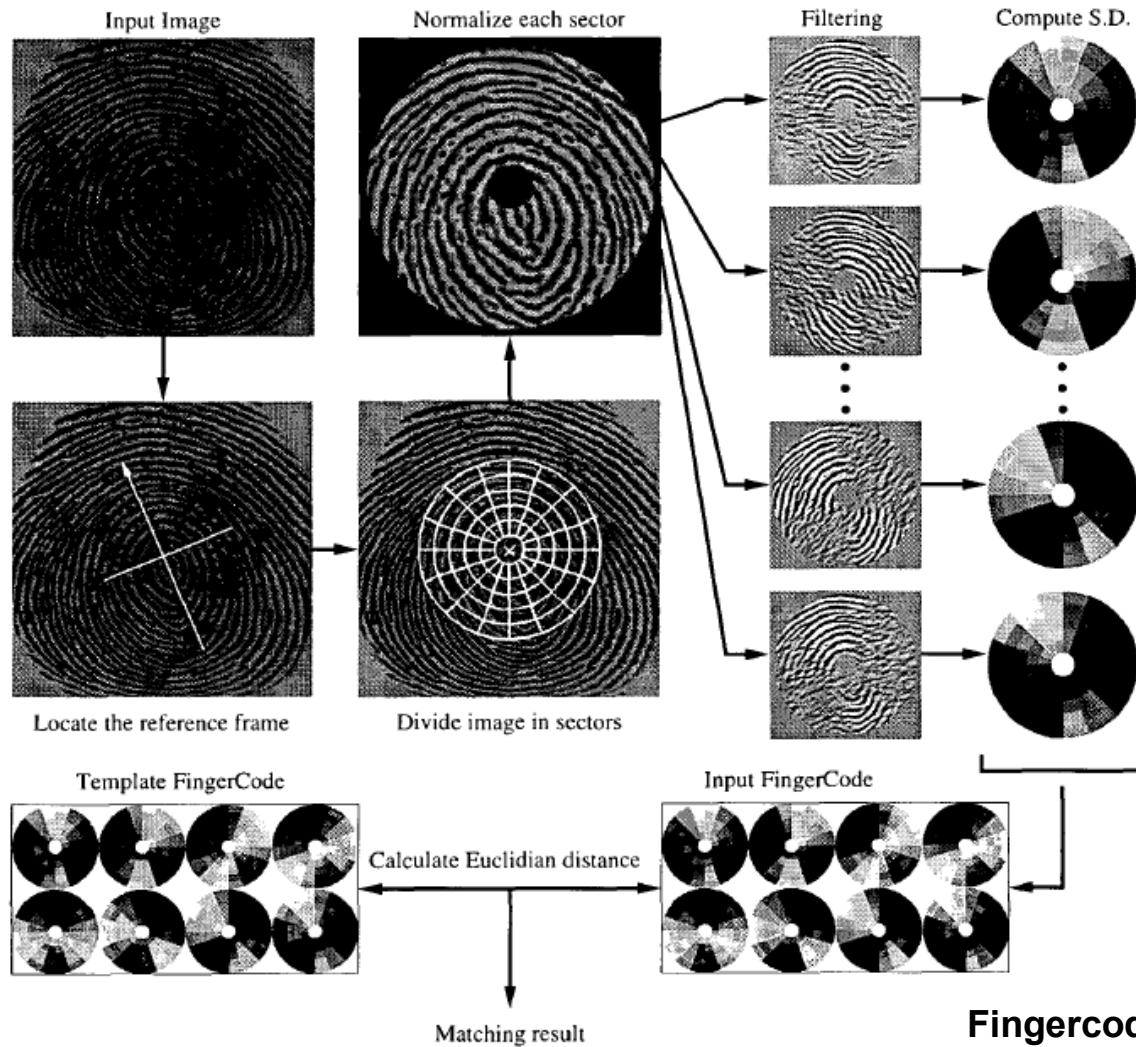 Input Image
Normalize each sector
Filtering
Compute S.D.
Locate the reference frame
Divide image in sectors
Template FingerCode
Input FingerCode
Calculate Euclidian distance
Matching result
Fingercod